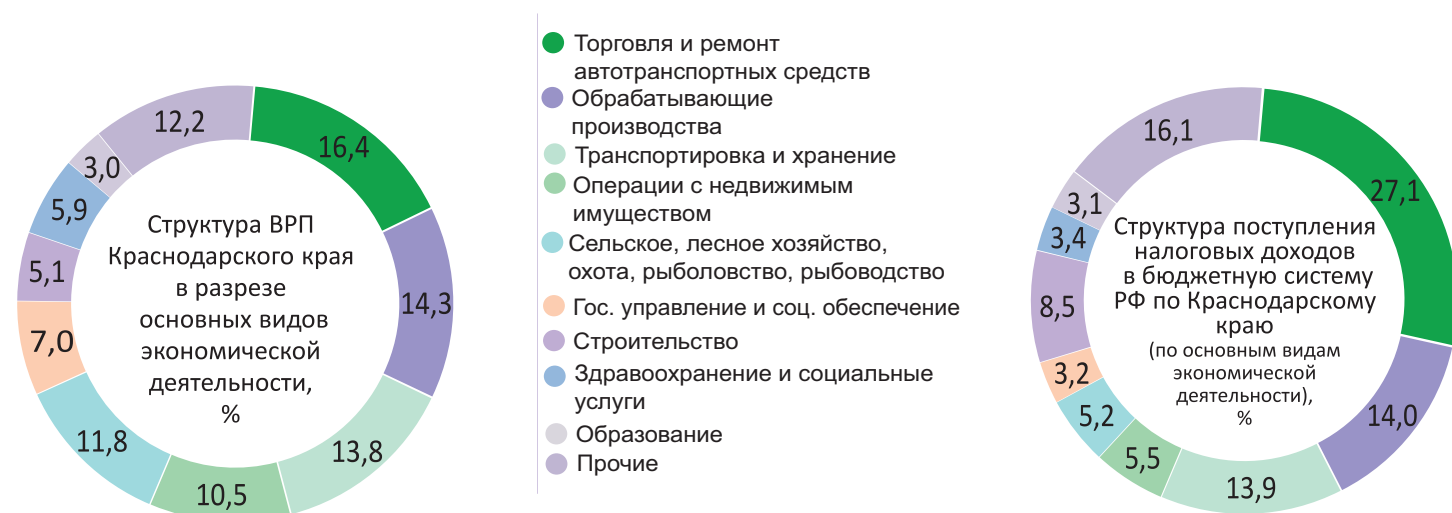 12,2
16,4
3,0
5,9
5,1
14,3
7,0
11,8
13,8
10,5
Структура ВРП
Краснодарского края
в разрезе
основных видов
экономической
деятельности,
%
Торговля и ремонт
автотранспортных средств
Обрабатывающие
производства
Транспортировка и хранение
Операции с недвижимым
имуществом
Сельское, лесное хозяйство,
охота, рыболовство, рыбоводство
Гос. управление и соц. обеспечение
Строительство
Здравоохранение и социальные
услуги
Образование
Прочие
16,1
27,1
3,1
3,4
8,5
3,2
5,2
14,0
5,5
13,9
Структура поступления
налоговых доходов
в бюджетную систему
РФ по Краснодарскому
краю
(по основным видам
экономической
деятельности),
%